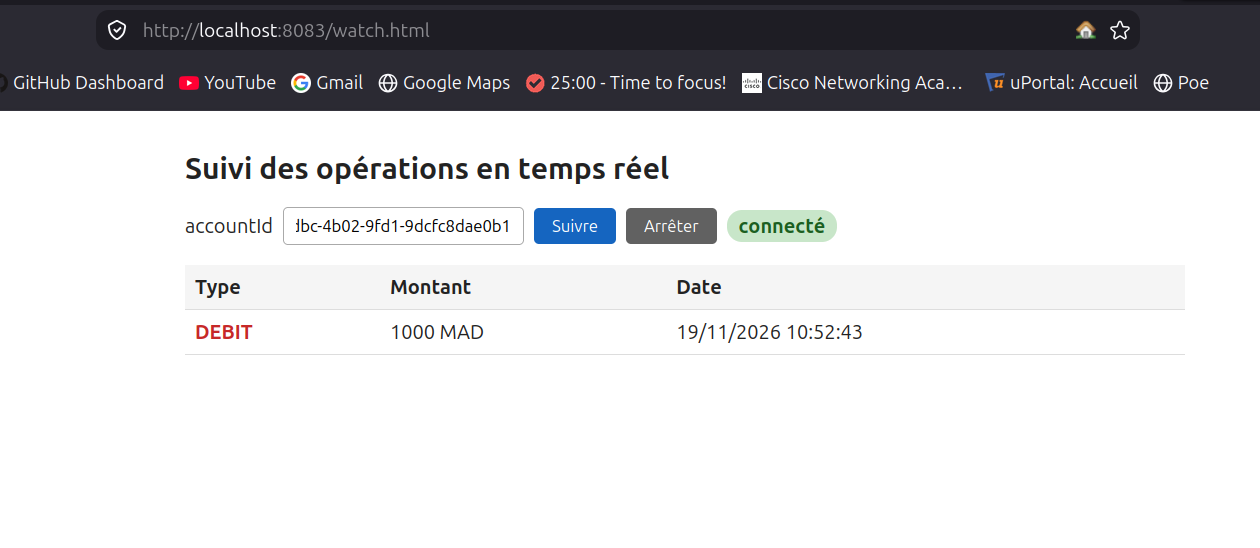 http://localhost:8083/watch.html
GitHub Dashboard YouTube Gmail Google Maps 25:00 - Time to focus! Cisco Networking Aca… uPortal: Accueil Poe
Suivi des opérations en temps réel
accountId bc-4b02-9fd1-9dcfc8dae0b1 Suivre Arrêter connecté
Type Montant Date
DEBIT 1000 MAD 19/11/2026 10:52:43